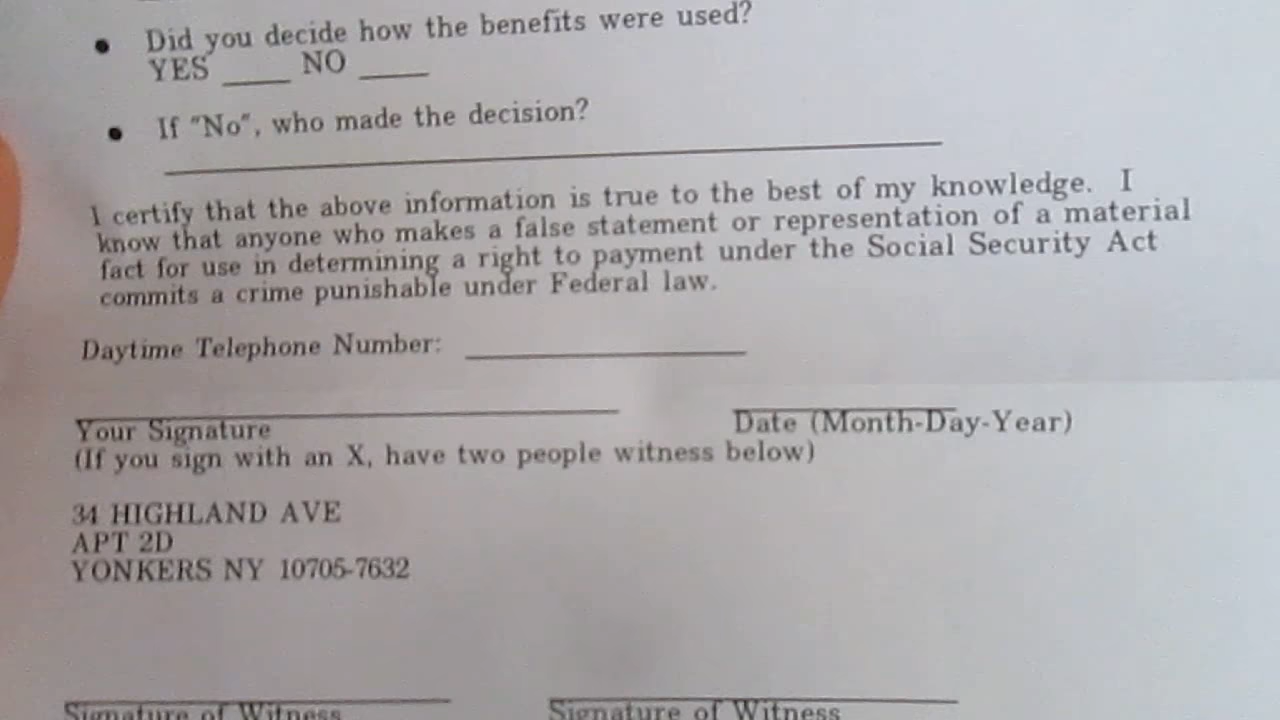 • Did you decide how the benefits were used?
YES ____ NO ____
• If "No", who made the decision?
I certify that the above information is true to the best of my knowledge. I
know that anyone who makes a false statement or representation of a material
fact for use in determining a right to payment under the Social Security Act
commits a crime punishable under Federal law.
Daytime Telephone Number: ____
Your Signature Date (Month-Day-Year)
(If you sign with an X, have two people witness below)
34 HIGHLAND AVE
APT 2D
YONKERS NY 10705-7632
Signature of Witness Signature of Witness